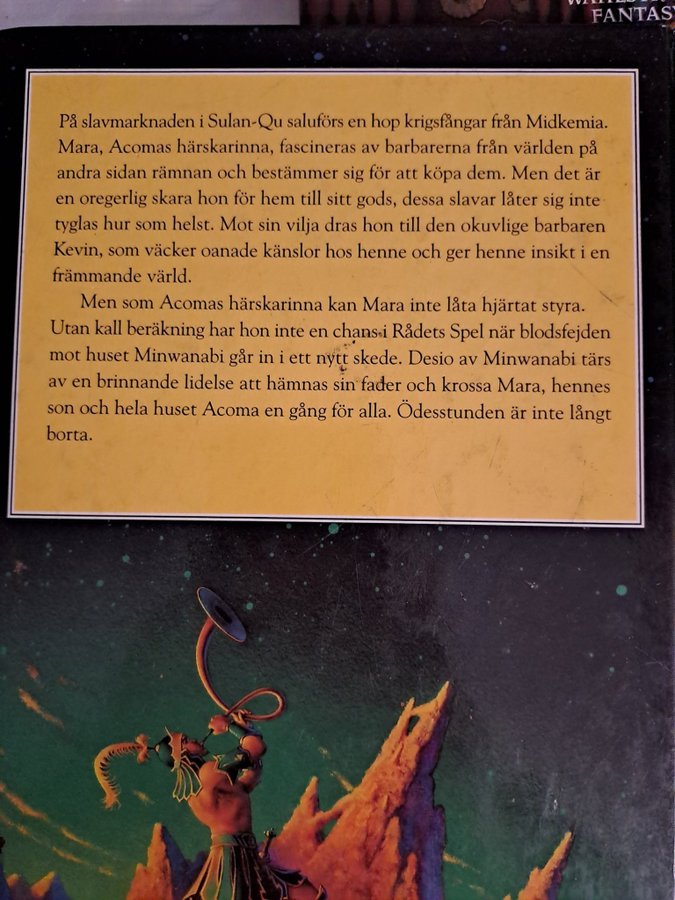 FANTASY
På slavmarknaden i Sulan-Qu saluförs en hop krigsfångar från Midkemia.
Mara, Acomas härskarinna, fascineras av barbarerna från världen på
andra sidan rämnan och bestämmer sig för att köpa dem. Men det är
en oregerlig skara hon för hem till sitt gods, dessa slavar låter sig inte
tyglas hur som helst. Mot sin vilja dras hon till den okuvlige barbaren
Kevin, som väcker oanade känslor hos henne och ger henne insikt i en
främmande värld.
Men som Acomas härskarinna kan Mara inte låta hjärtat styra.
Utan kall beräkning har hon inte en chans i Rådets Spel när blodsfejden
mot huset Minwanabi går in i ett nytt skede. Desio av Minwanabi tärs
av en brinnande lidelse att hämnas sin fader och krossa Mara, hennes
son och hela huset Acoma en gång för alla. Ödesstunden är inte långt
borta.